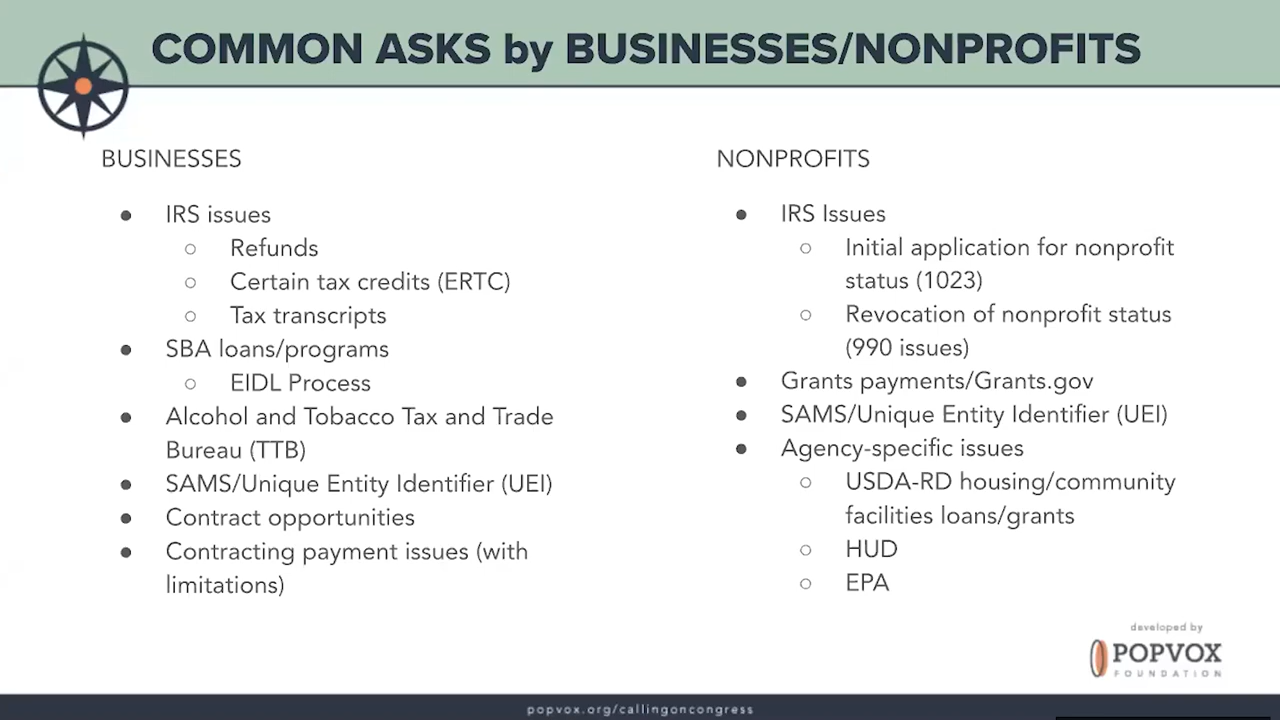 COMMON ASKS by BUSINESSES/NONPROFITS
BUSINESSES
● IRS issues
○ Refunds
○ Certain tax credits (ERTC)
○ Tax transcripts
● SBA loans/programs
○ EIDL Process
● Alcohol and Tobacco Tax and Trade
Bureau (TTB)
● SAMS/Unique Entity Identifier (UEI)
● Contract opportunities
● Contracting payment issues (with
limitations)
NONPROFITS
● IRS Issues
○ Initial application for nonprofit
status (1023)
○ Revocation of nonprofit status
(990 issues)
● Grants payments/Grants.gov
● SAMS/Unique Entity Identifier (UEI)
● Agency-specific issues
○ USDA-RD housing/community
facilities loans/grants
○ HUD
○ EPA
developed by
POPVOX
FOUNDATION
popvox.org/callingoncongress